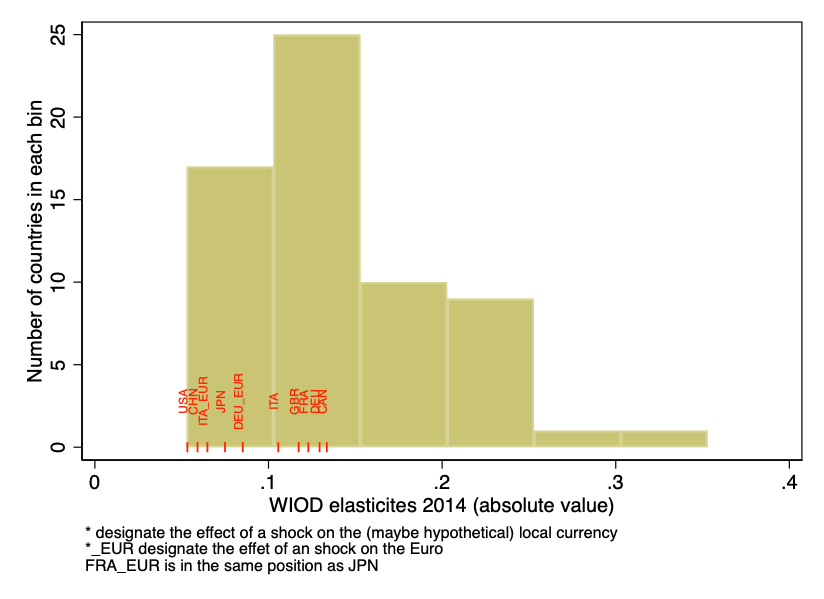 Number of countries in each bin
25
20
15
10
5
0
USA
CHN
ITA_EUR
JPN
DEU_EUR
ITA
GBR
FRA
DEU
CAN
0
.1
.2
.3
.4
WIOD elasticites 2014 (absolute value)
* designate the effect of a shock on the (maybe hypothetical) local currency
*_EUR designate the effet of an shock on the Euro
FRA_EUR is in the same position as JPN